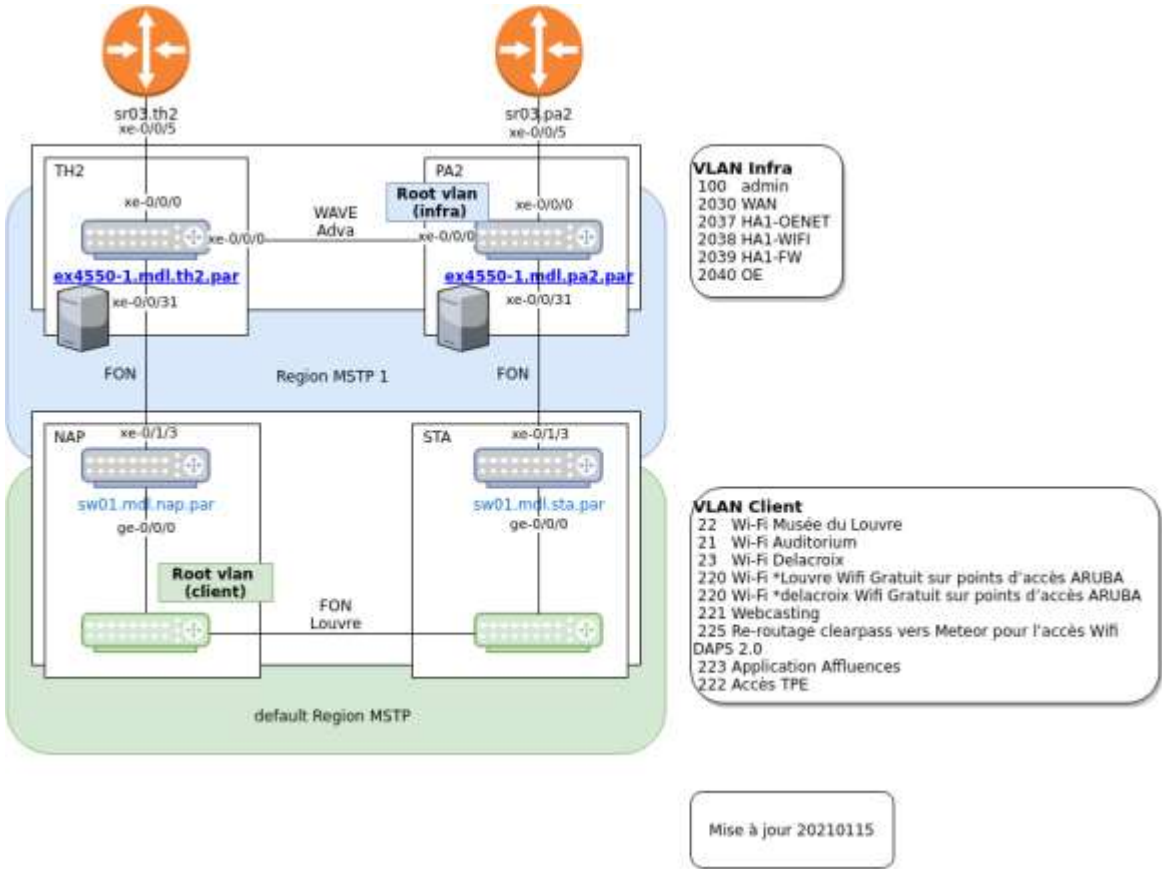 sr03.th2
xe-0/0/5
sr03.pa2
xe-0/0/5
TH2
xe-0/0/0
xe-0/0/0
ex4550-1.mdl.th2.par
xe-0/0/31
WAVE
Adva
PA2
Root vlan
(infra)
xe-0/0/0
xe-0/0/0
ex4550-1.mdl.pa2.par
xe-0/0/31
FON
Region MSTP 1
FON
NAP
xe-0/1/3
sw01.mdl.nap.par
ge-0/0/0
Root vlan
(client)
FON
Louvre
STA
xe-0/1/3
sw01.mdl.sta.par
ge-0/0/0
default Region MSTP
VLAN Infra
100 admin
2030 WAN
2037 HA1-OENET
2038 HA1-WIFI
2039 HA1-FW
2040 OE
VLAN Client
22 Wi-Fi Musée du Louvre
21 Wi-Fi Auditorium
23 Wi-Fi Delacroix
220 Wi-Fi *Louvre Wifi Gratuit sur points d'accès ARUBA
220 Wi-Fi *delacroix Wifi Gratuit sur points d'accès ARUBA
221 Webcasting
225 Re-routage clearpass vers Meteor pour l'accès Wifi
DAPS 2.0
223 Application Affluences
222 Accès TPE
Mise à jour 20210115